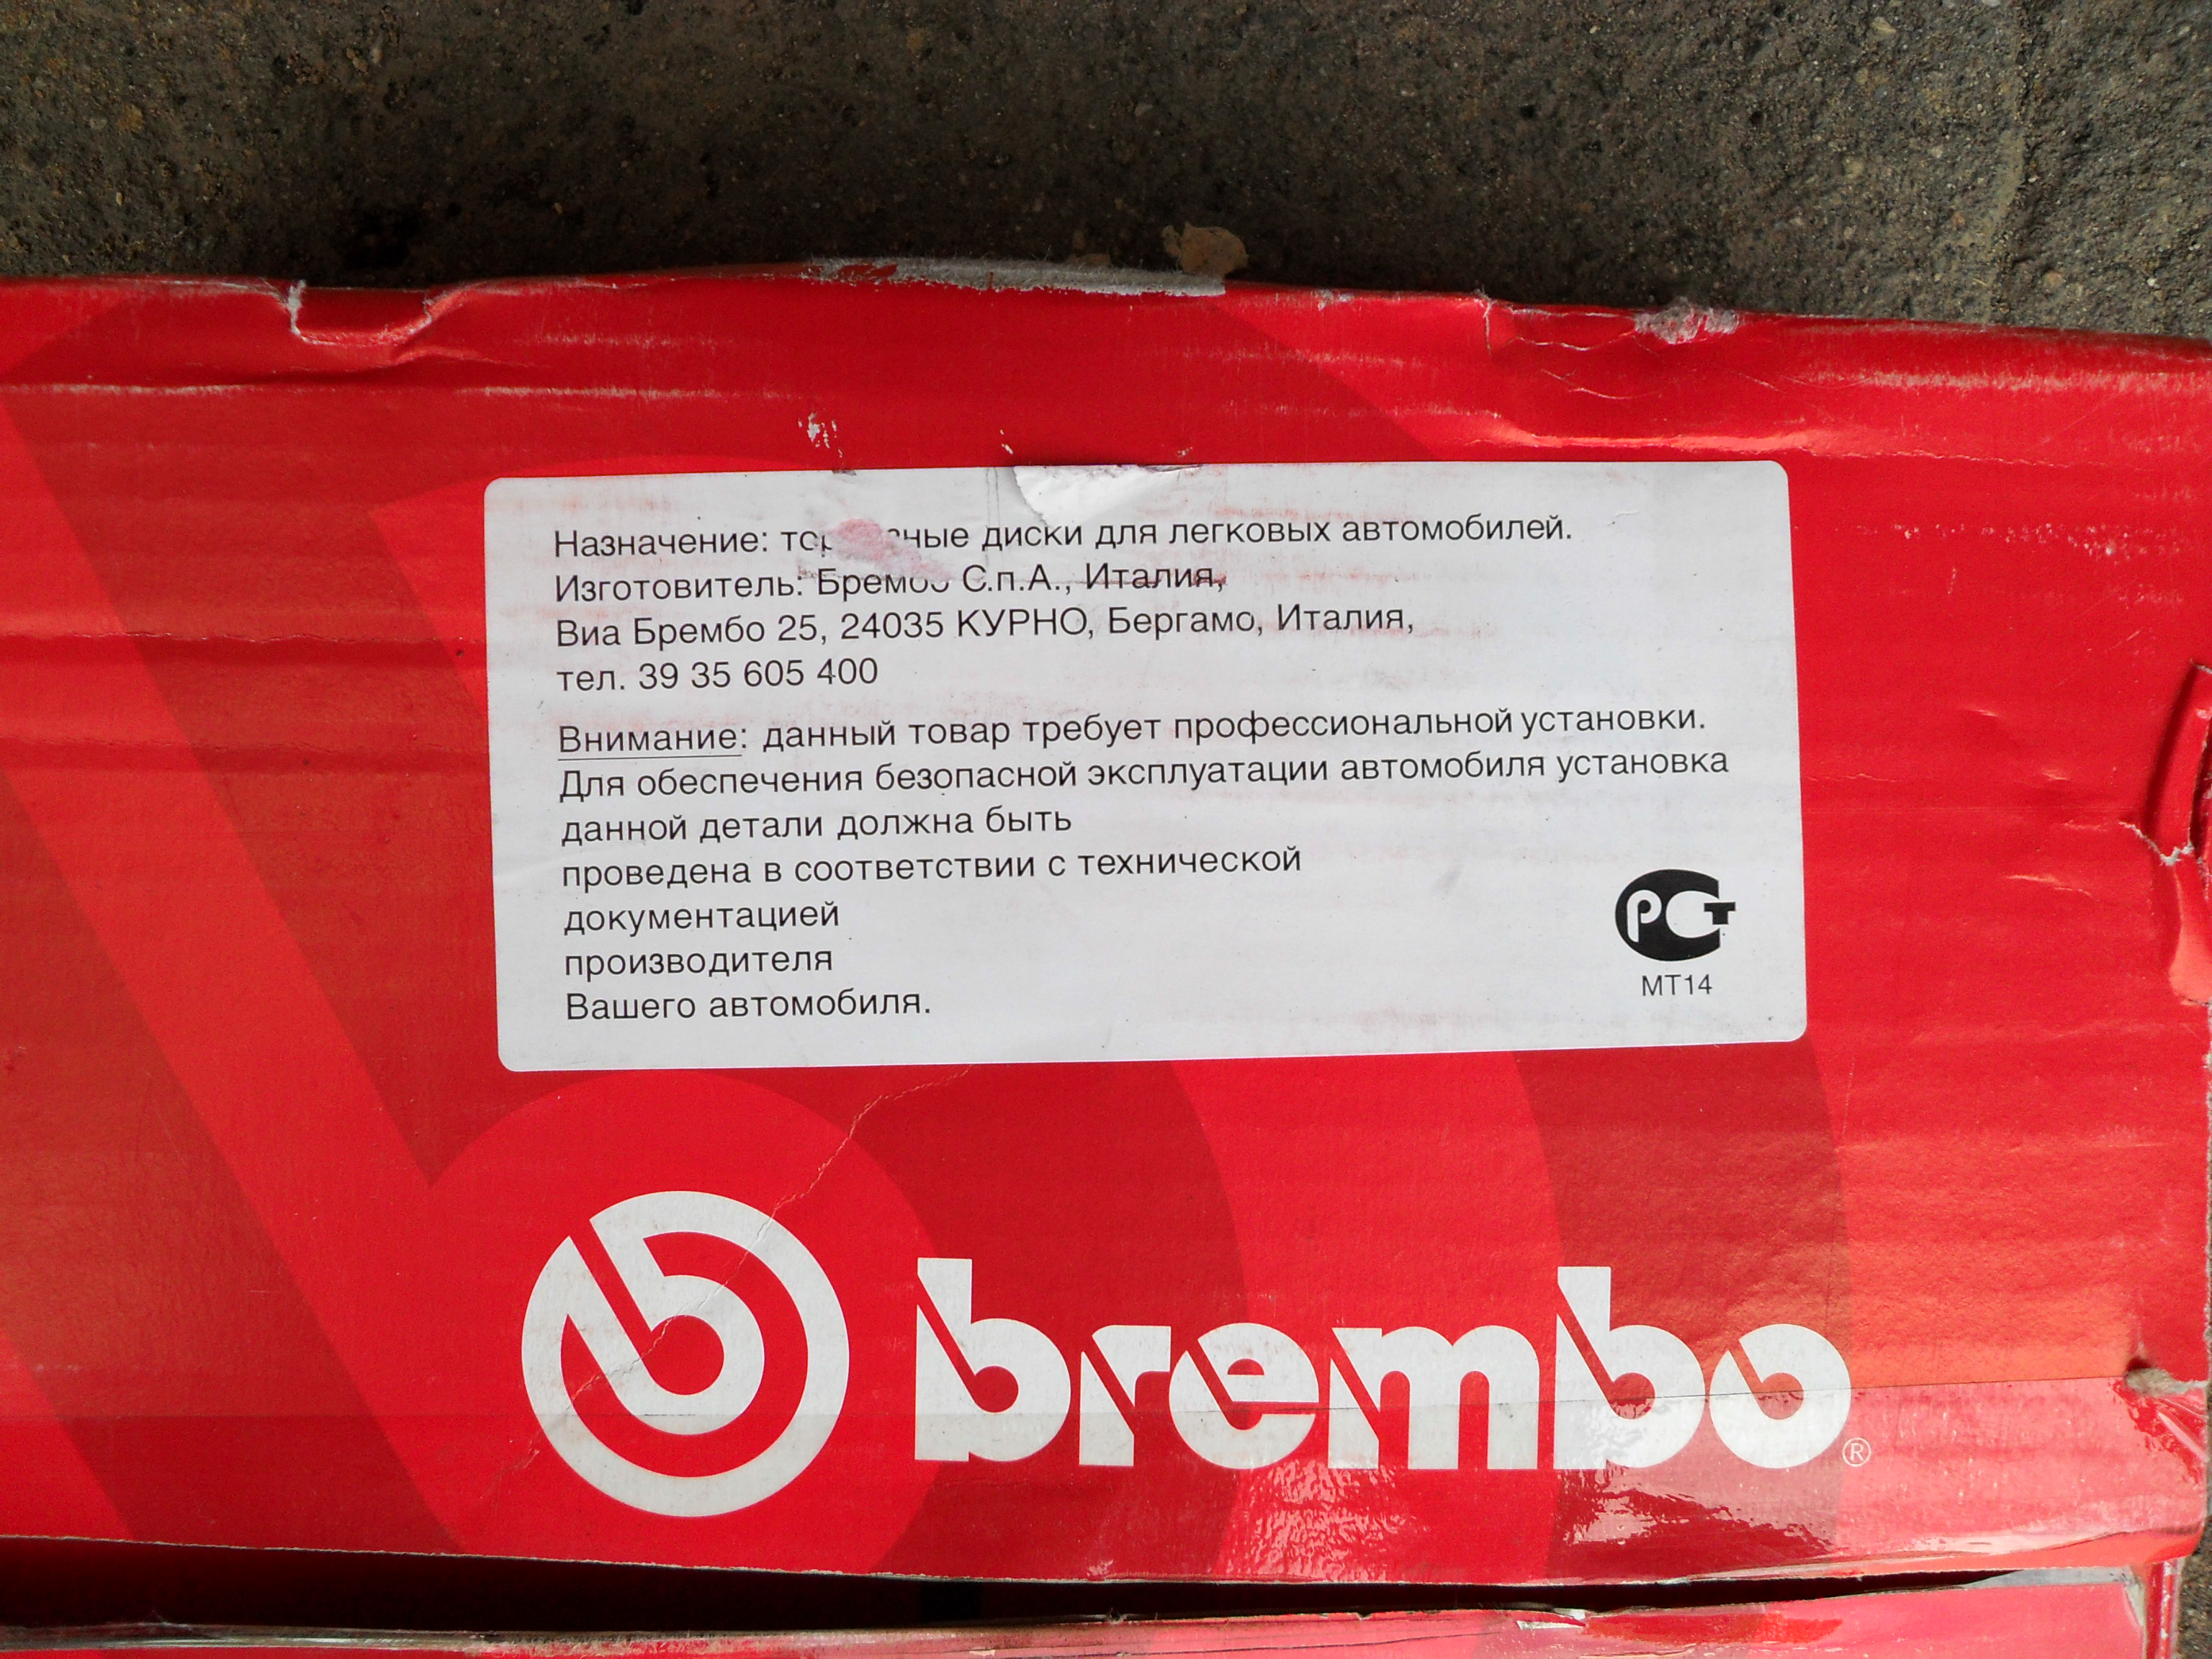 Назначение: диски для легковых автомобилей.
Изготовитель: Брембо С.п.А., Италия,
Виа Брембо 25, 24035 КУРНО, Бергамо, Италия,
тел. 39 35 605 400
Внимание: данный товар требует профессиональной установки.
Для обеспечения безопасной эксплуатации автомобиля установка
данной детали должна быть
проведена в соответствии с технической
документацией
производителя
Вашего автомобиля.
РСТ
МТ14
brembo®